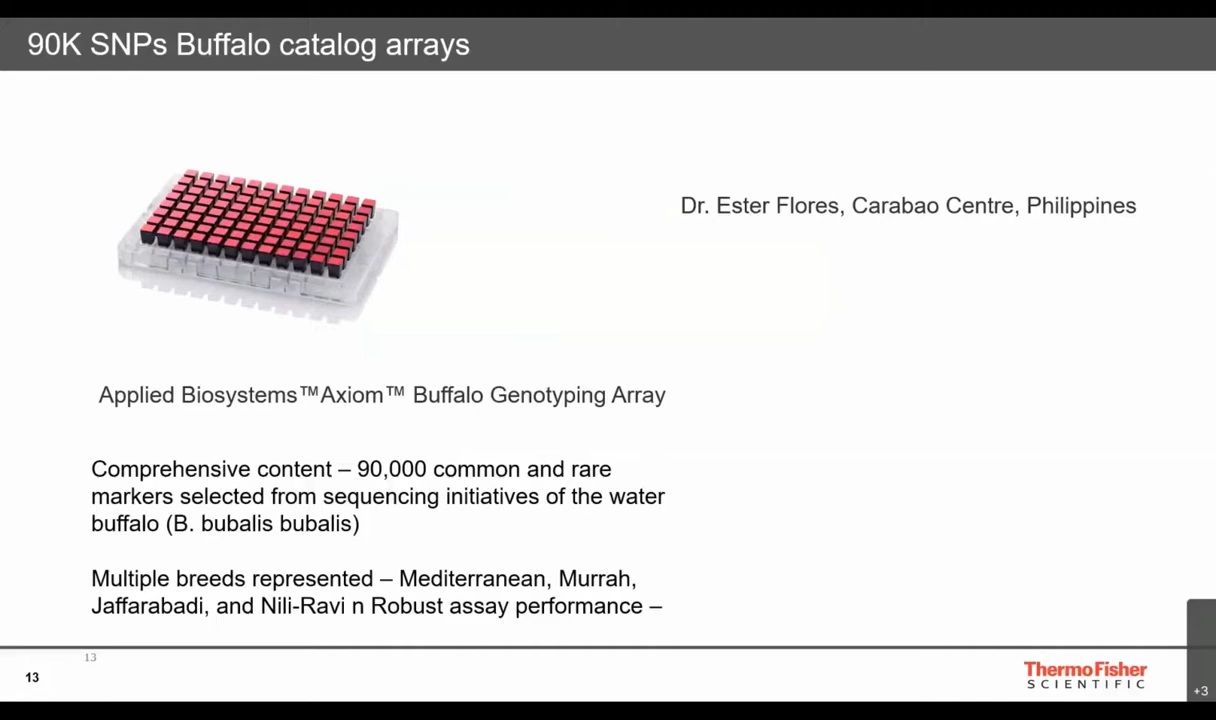 90K SNPs Buffalo catalog arrays
Dr. Ester Flores, Carabao Centre, Philippines
Applied Biosystems™Axiom™ Buffalo Genotyping Array
Comprehensive content – 90,000 common and rare
markers selected from sequencing initiatives of the water
buffalo (B. bubalis bubalis)
Multiple breeds represented – Mediterranean, Murrah,
Jaffarabadi, and Nili-Ravi n Robust assay performance –
13
13
ThermoFisher
SCIENTIFIC
+3